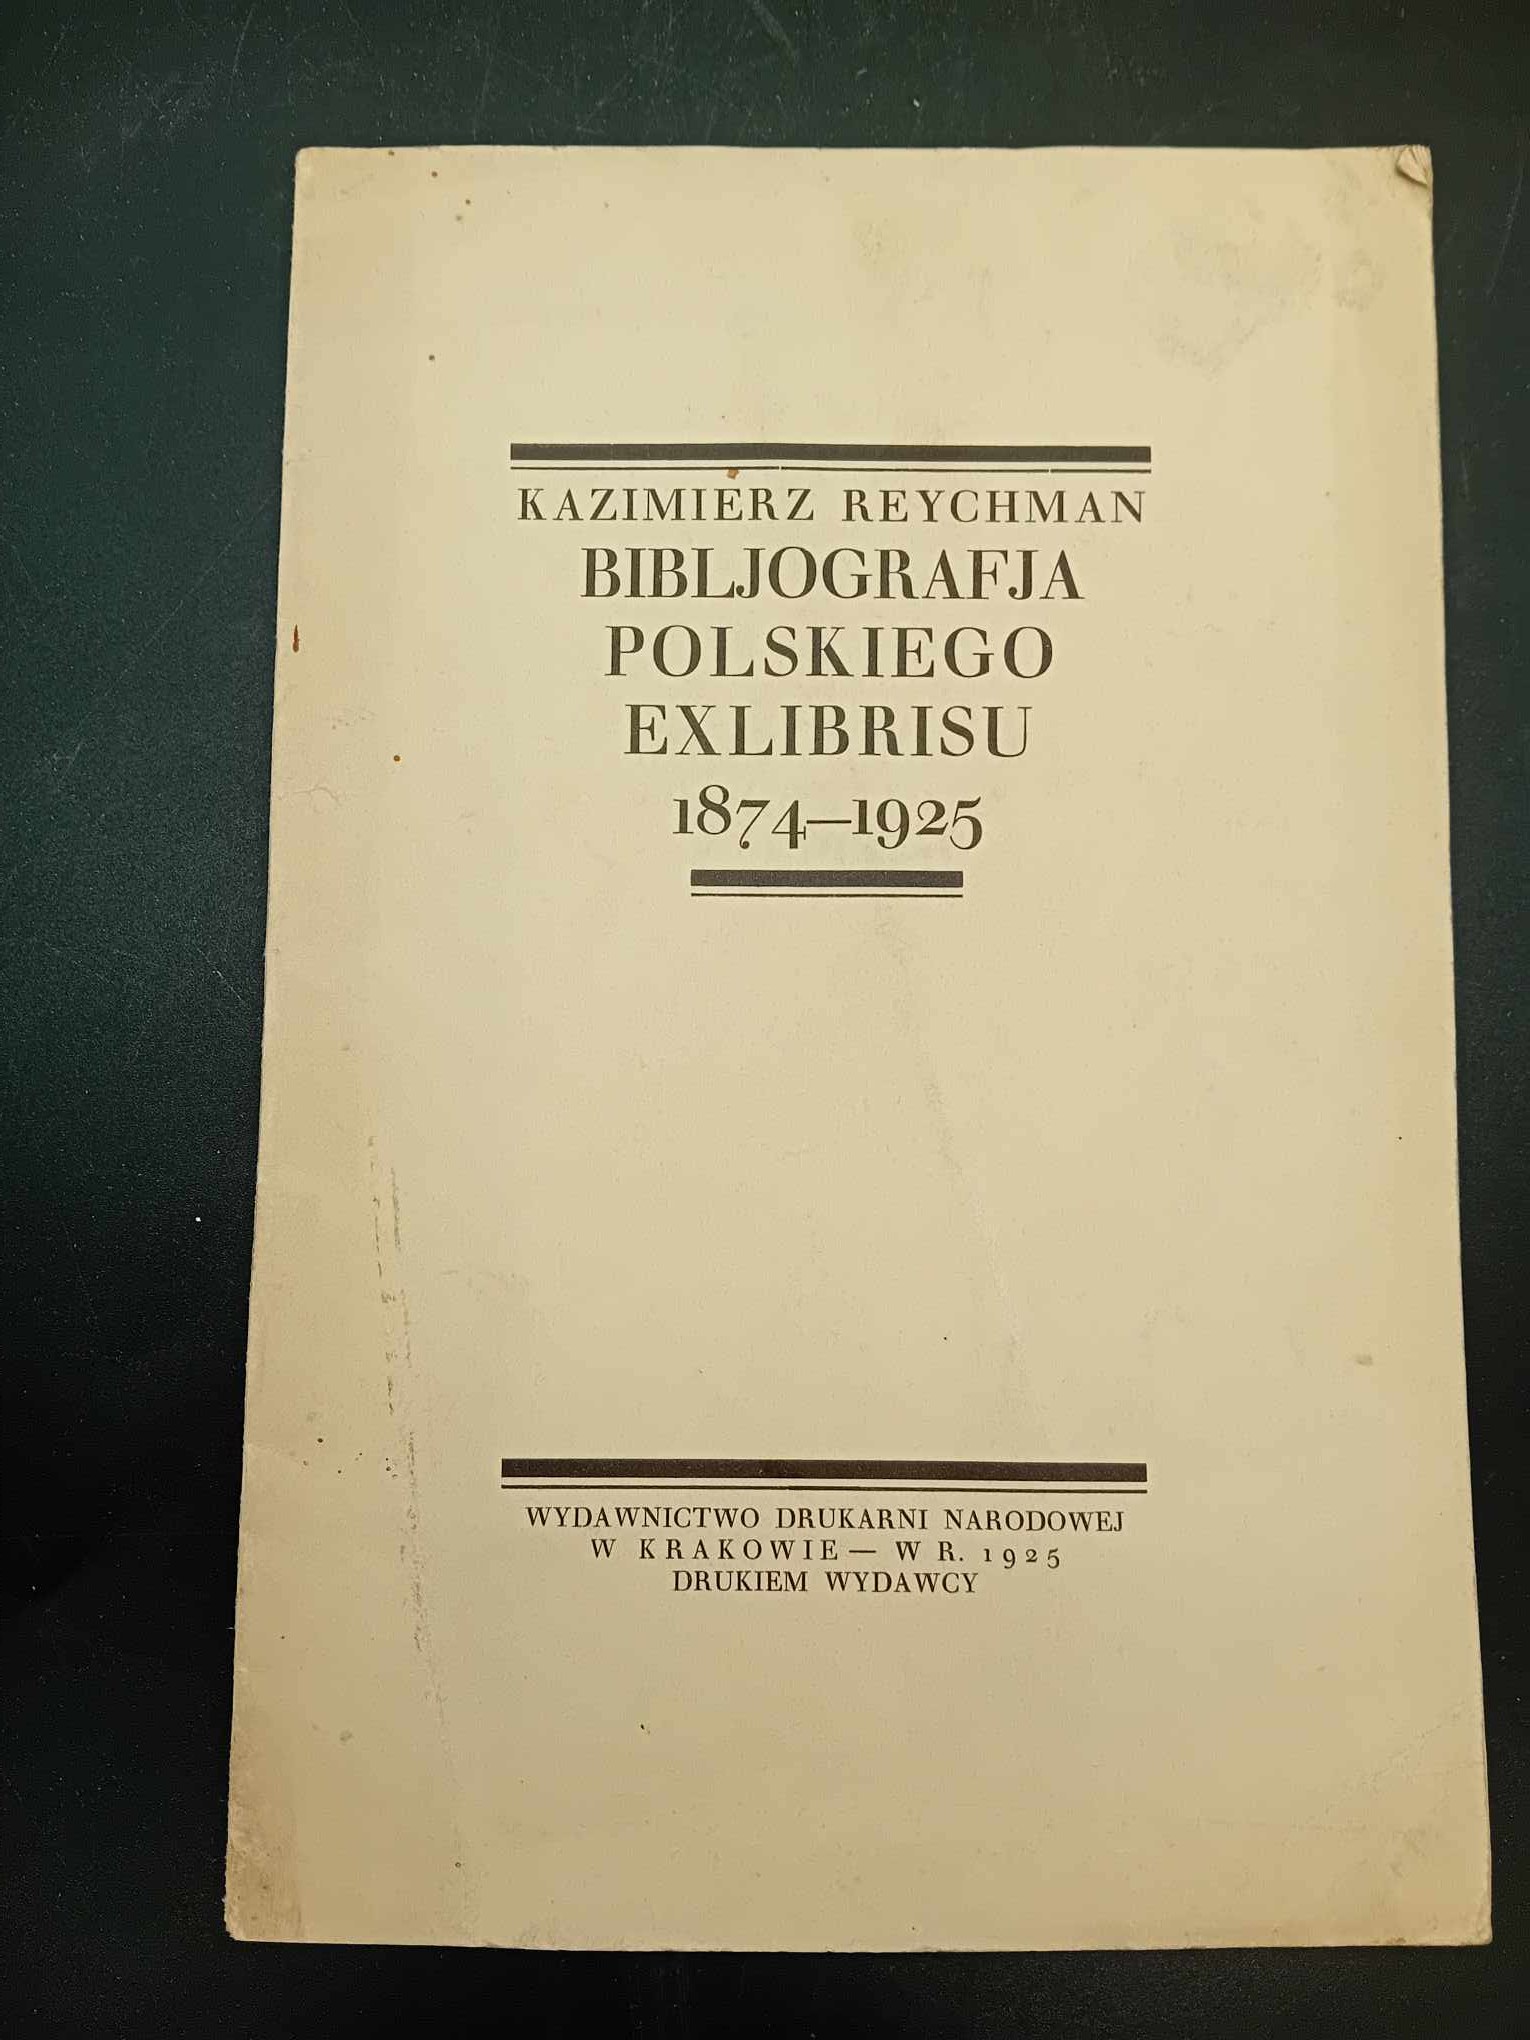 KAZIMIERZ REYCHMAN
BIBLJOGRAFJA
POLSKIEGO
EXLIBRISU
1874—1925
WYDAWNICTWO DRUKARNI NARODOWEJ
W KRAKOWIE — W R. 1925
DRUKIEM WYDAWCY